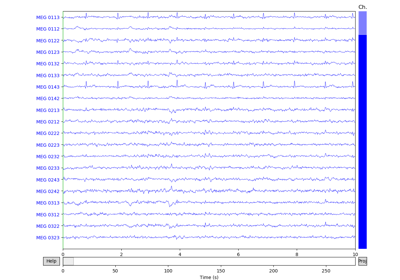 Ch.
MEG 0113
MEG 0112
MEG 0122
MEG 0123
MEG 0132
MEG 0133
MEG 0143
MEG 0142
MEG 0213
MEG 0212
MEG 0222
MEG 0223
MEG 0232
MEG 0233
MEG 0243
MEG 0242
MEG 0313
MEG 0312
MEG 0322
MEG 0323
0 2 4 6 8 10
Help Proj
0 50 100 150 200 250
Time (s)